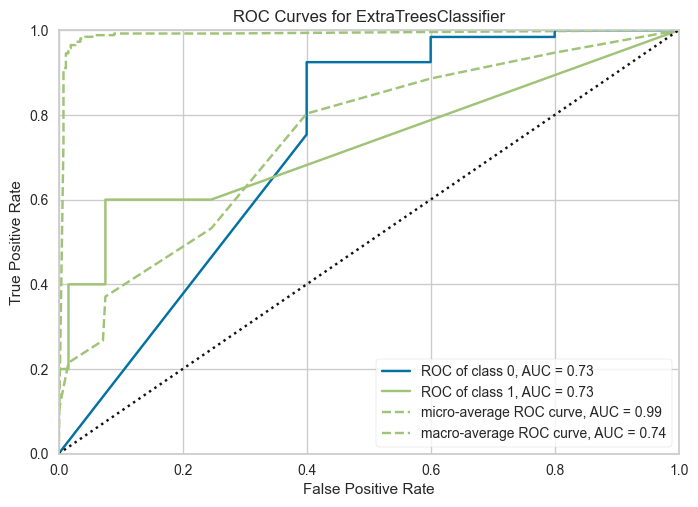 ROC Curves for ExtraTreesClassifier
True Positive Rate
1.0
0.8
0.6
0.4
0.2
0.0
ROC of class 0, AUC = 0.73
ROC of class 1, AUC = 0.73
micro-average ROC curve, AUC = 0.99
macro-average ROC curve, AUC = 0.74
0.0 0.2 0.4 0.6 0.8 1.0
False Positive Rate